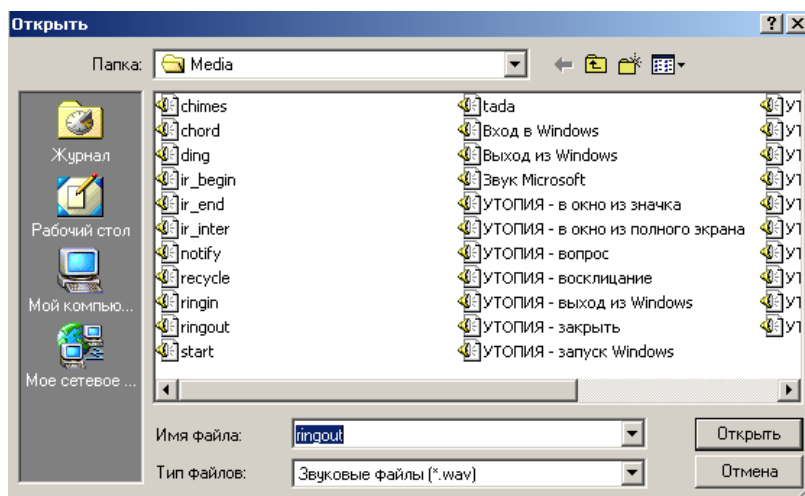 Открыть
Папка: Media
Журнал
Рабочий стол
Мой компью...
Мое сетевое ...
chimes
chord
ding
ir_begin
ir_end
ir_inter
notify
recycle
ringin
ringout
start
tada
Вход в Windows
Выход из Windows
Звук Microsoft
УТОПИЯ - в окно из значка
УТОПИЯ - в окно из полного экрана
УТОПИЯ - вопрос
УТОПИЯ - восклицание
УТОПИЯ - выход из Windows
УТОПИЯ - закрыть
УТОПИЯ - запуск Windows
Имя файла: ringout
Открыть
Тип файлов: Звуковые файлы (*.wav)
Отмена